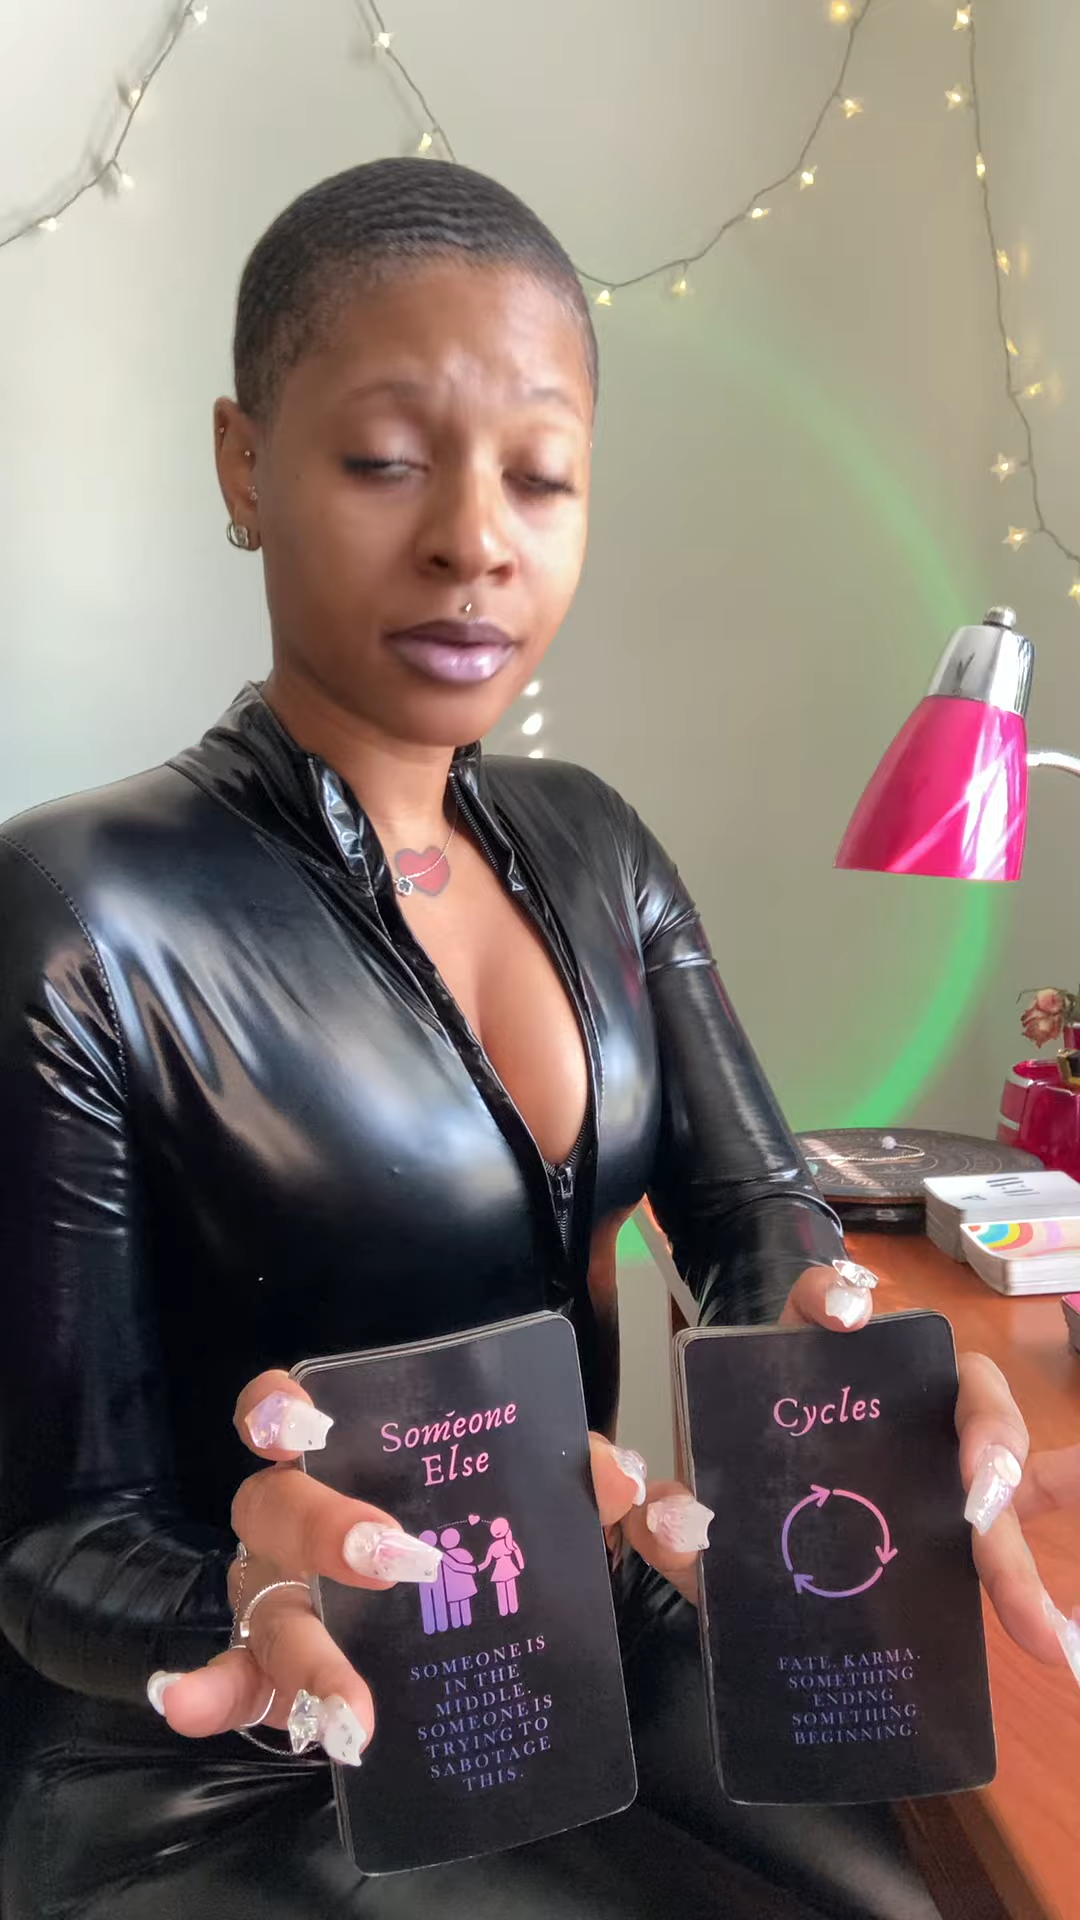 Someone
Else
SOMEONE IS
IN THE
MIDDLE.
SOMEONE IS
TRYING TO
SABOTAGE
THIS.
Cycles
FATE. KARMA.
SOMETHING
ENDING
SOMETHING
BEGINNING.